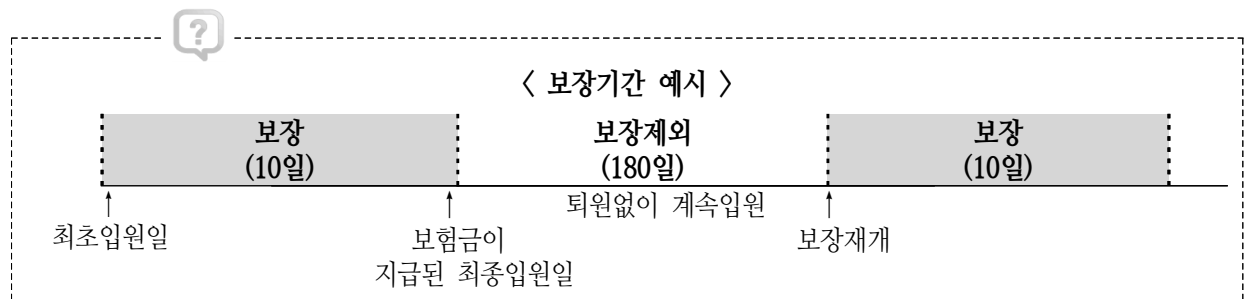 ?
〈 보장기간 예시 〉
보장 보장제외 보장
(10일) (180일) (10일)
퇴원없이 계속입원
최초입원일 보험금이 보장재개
지급된 최종입원일